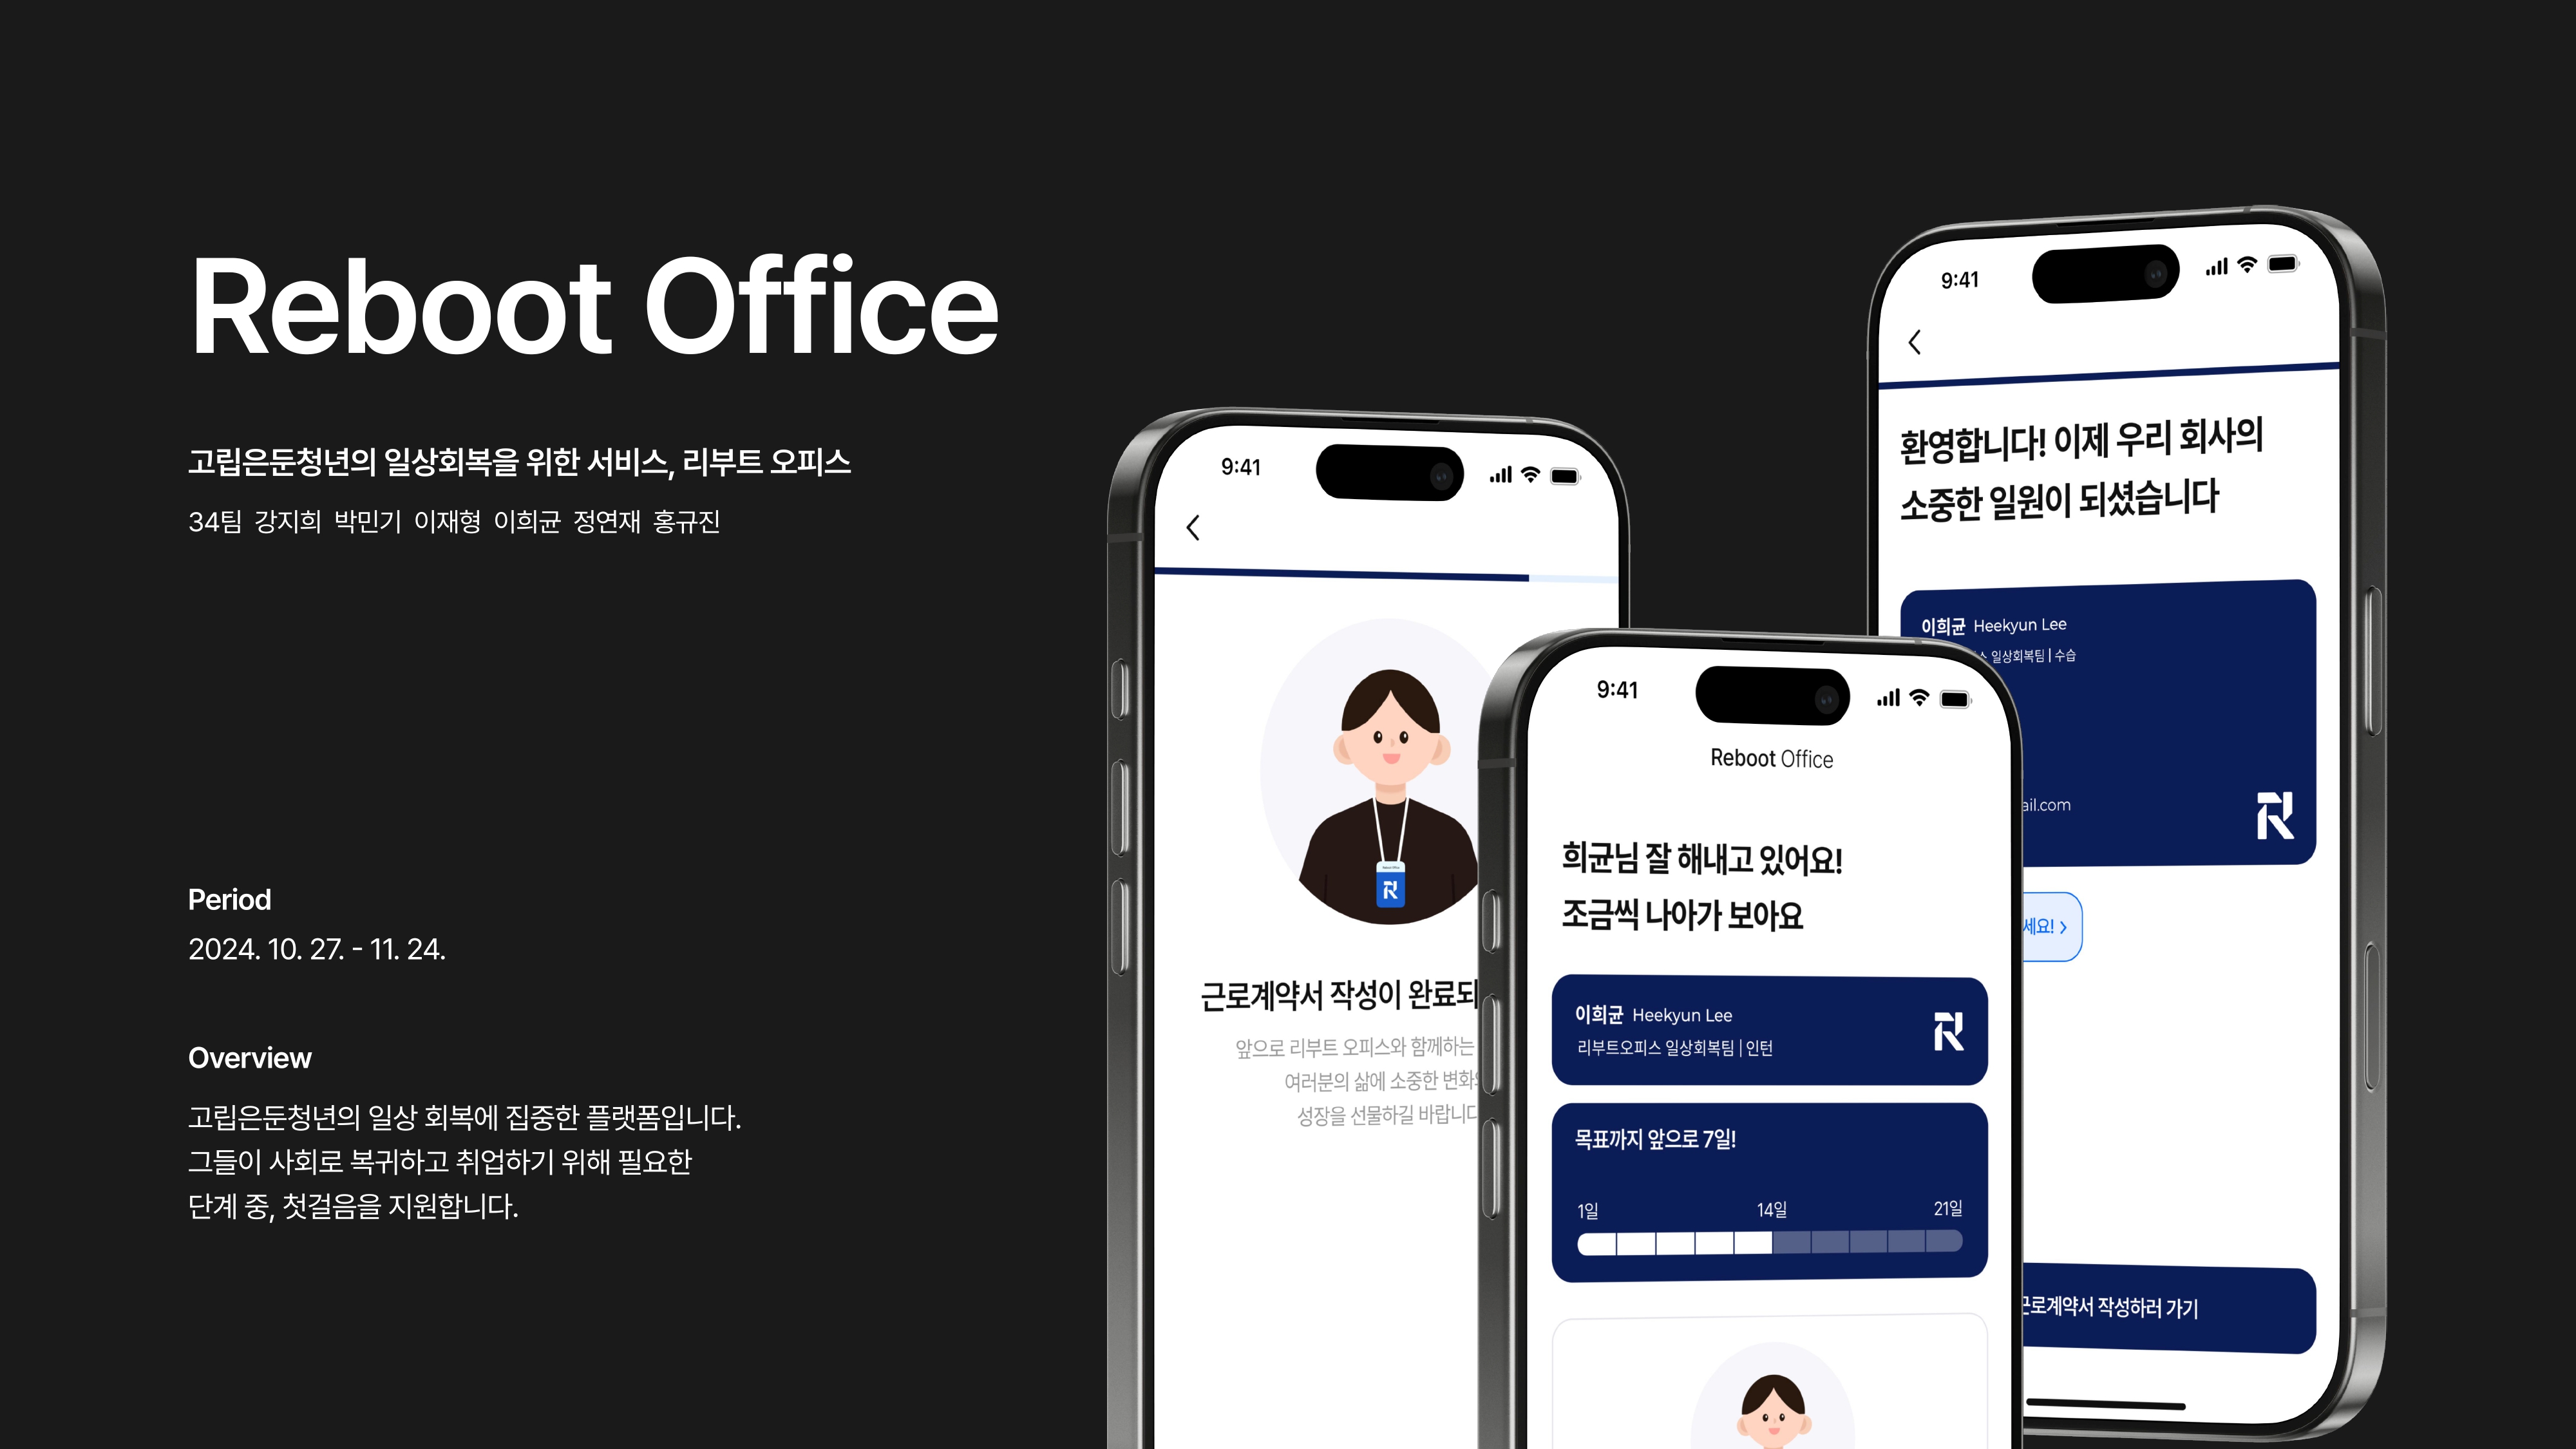 Reboot Office
고립은둔청년의 일상회복을 위한 서비스, 리부트 오피스
34팀 강지희 박민기 이재형 이희균 정연재 홍규진
Period
2024. 10. 27. - 11. 24.
Overview
고립은둔청년의 일상 회복에 집중한 플랫폼입니다.
그들이 사회로 복귀하고 취업하기 위해 필요한
단계 중, 첫걸음을 지원합니다.
9:41
근로계약서 작성이 완료되
앞으로 리부트 오피스와 함께하는
여러분의 삶에 소중한 변화
성장을 선물하길 바랍니다
9:41
Reboot Office
희균님 잘 해내고 있어요!
조금씩 나아가 보아요
이희균 Heekyun Lee
리부트오피스 일상회복팀 | 인턴
목표까지 앞으로 7일!
1일 14일 21일
9:41
환영합니다! 이제 우리 회사의
소중한 일원이 되셨습니다
이희균 Heekyun Lee
스 일상회복팀 | 수습
ail.com
세요! >
근로계약서 작성하러 가기